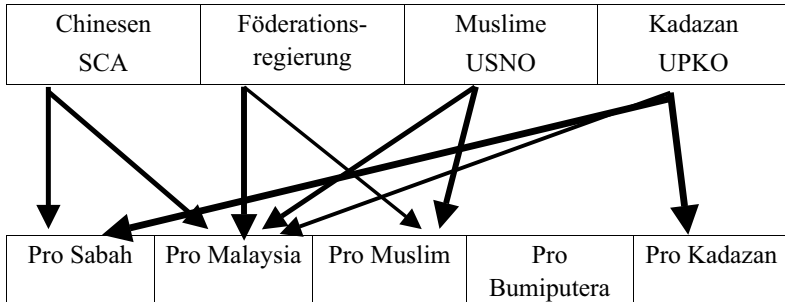 Chinesen
SCA
Föderations-
regierung
Muslime
USNO
Kadazan
UPKO
Pro Sabah
Pro Malaysia
Pro Muslim
Pro
Bumiputera
Pro Kadazan